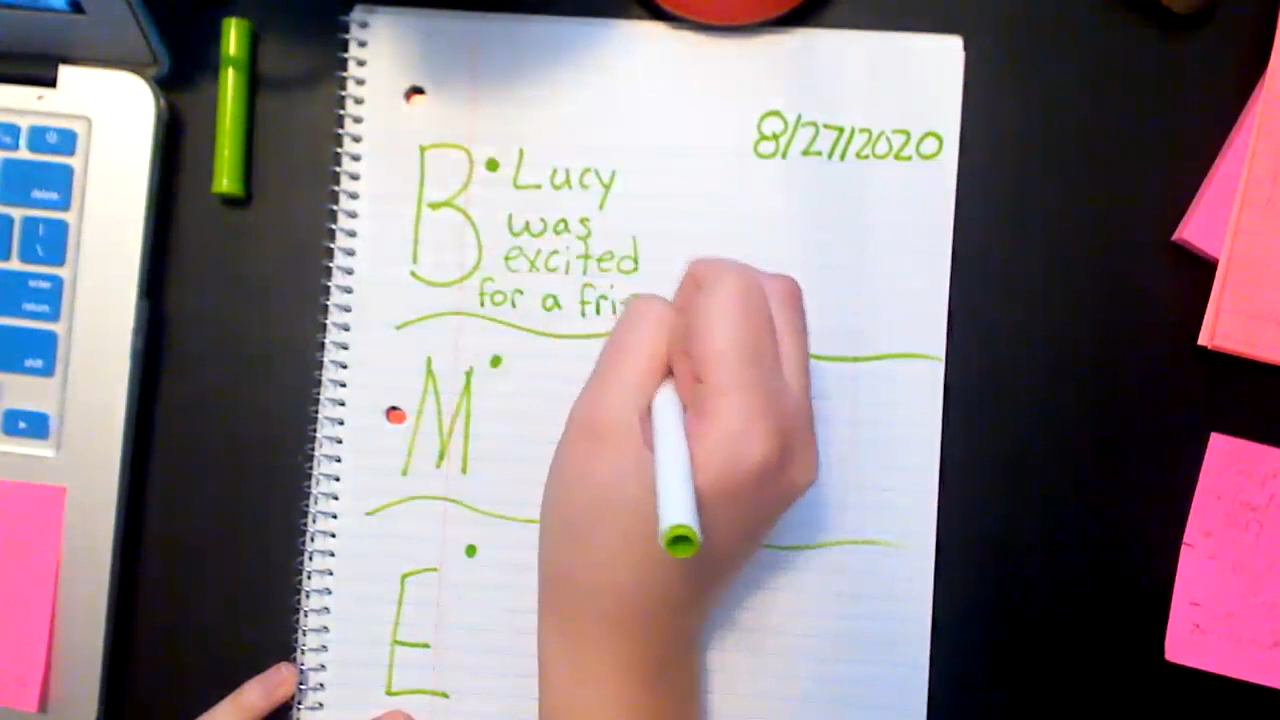 8/27/2020
B • Lucy
was
excited
for a fri
M •
E •
delete
enter
return
shift